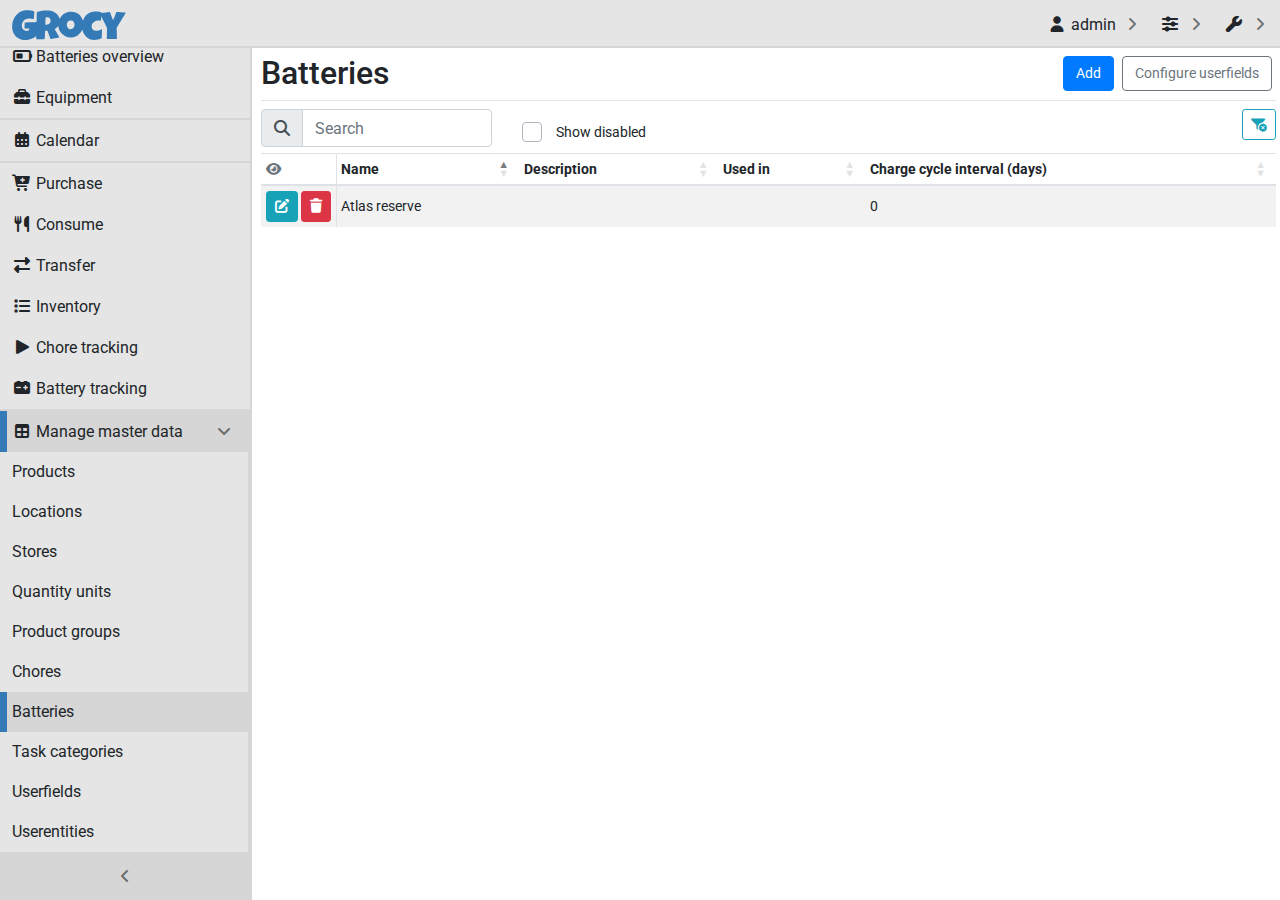 GROCY
admin
Batteries overview
Equipment
Calendar
Purchase
Consume
Transfer
Inventory
Chore tracking
Battery tracking
Manage master data
Products
Locations
Stores
Quantity units
Product groups
Chores
Batteries
Task categories
Userfields
Userentities
Batteries
Add
Configure userfields
Search
Show disabled
Name
Description
Used in
Charge cycle interval (days)
Atlas reserve
0